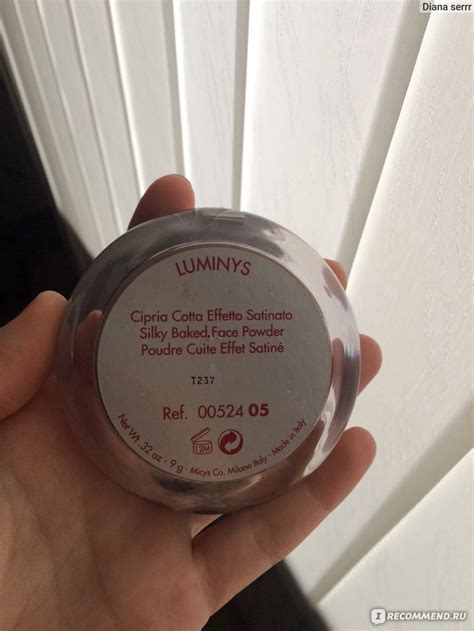 Diana serrr
LUMINYS
Cipria Cotta Effetto Satinato
Silky Baked Face Powder
Poudre Cuite Effet Satiné
T237
Ref. 00524 05
12M
Net Wt. .32 oz - 9 g - Micys Co. Milano Italy - Made in Italy
I RECOMMEND.RU